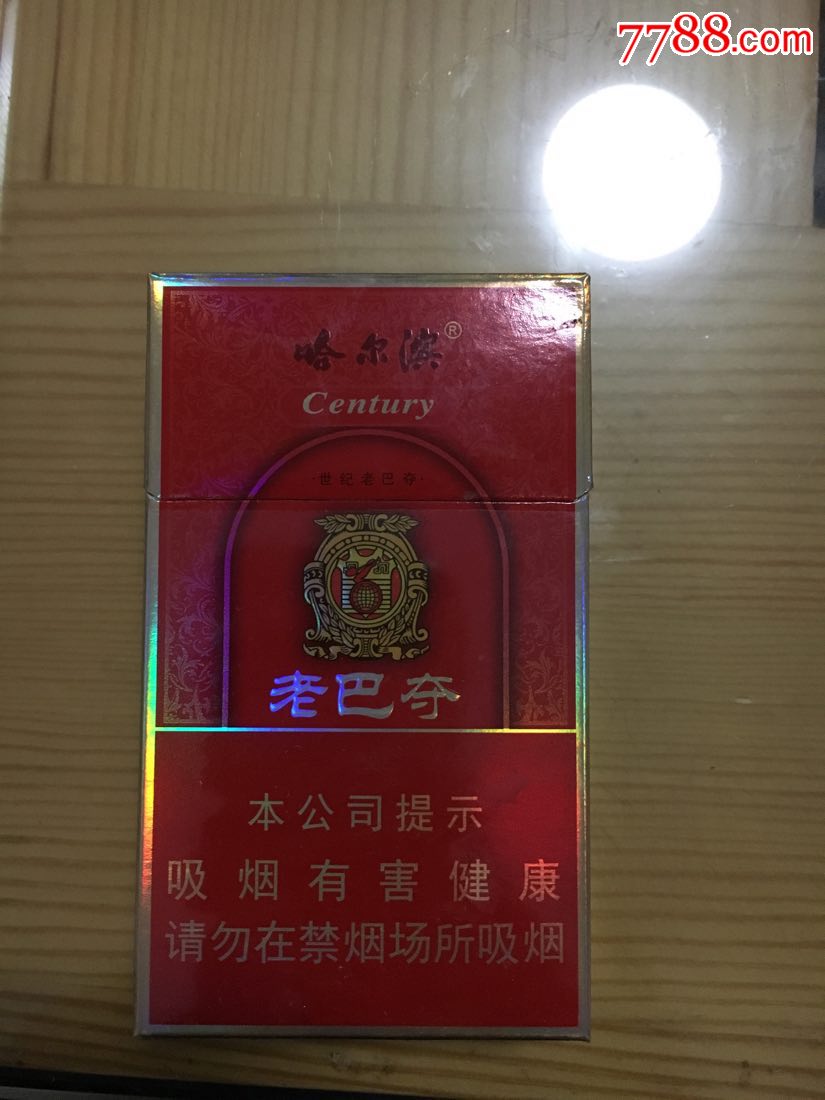 7788.com
哈尔滨®
Century
·世纪老巴夺·
老巴夺
本公司提示
吸烟有害健康
请勿在禁烟场所吸烟